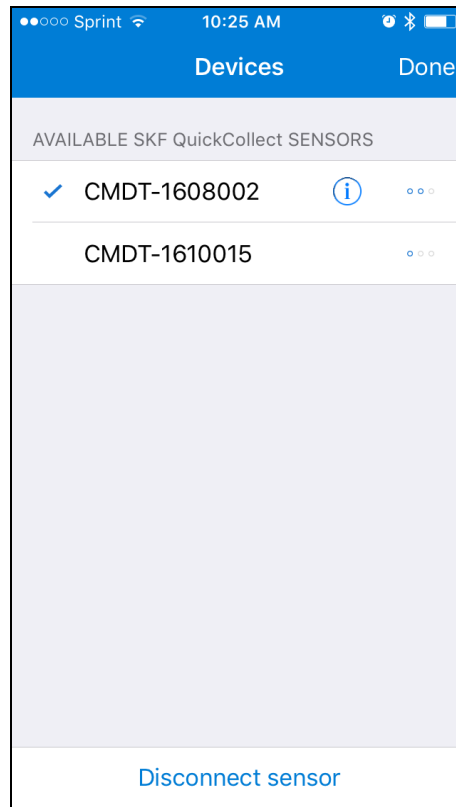 Sprint 10:25 AM
Devices Done
AVAILABLE SKF QuickCollect SENSORS
CMDT-1608002
CMDT-1610015
Disconnect sensor